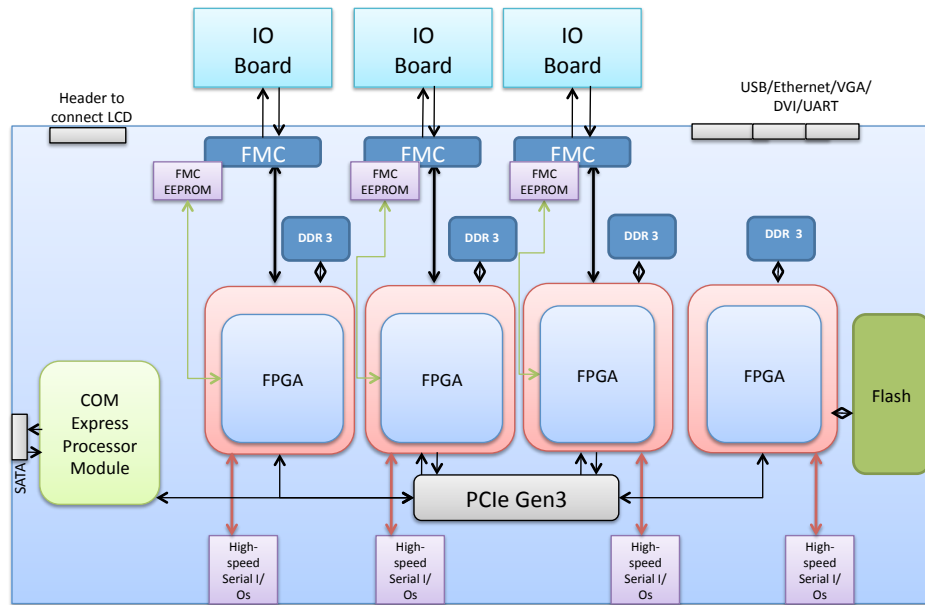 IO
Board
IO
Board
IO
Board
Header to
connect LCD
USB/Ethernet/VGA/
DVI/UART
FMC
FMC
FMC
FMC
EEPROM
FMC
EEPROM
FMC
EEPROM
DDR 3
DDR 3
DDR 3
DDR 3
FPGA
FPGA
FPGA
FPGA
COM
Express
Processor
Module
Flash
SATA
PCIe Gen3
High-
speed
Serial I/
Os
High-
speed
Serial I/
Os
High-
speed
Serial I/
Os
High-
speed
Serial I/
Os